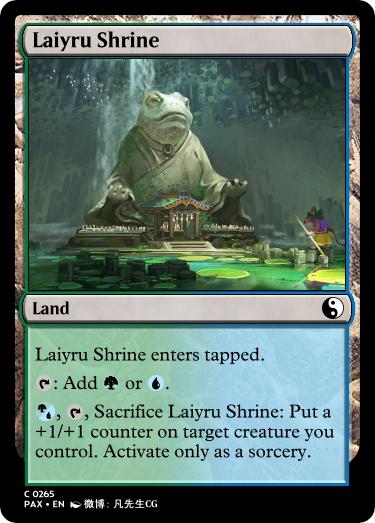 Laiyru Shrine
Land
Laiyru Shrine enters tapped.
: Add or .
, , Sacrifice Laiyru Shrine: Put a
+1/+1 counter on target creature you
control. Activate only as a sorcery.
C 0265
PAX • EN 微博: 凡先生CG